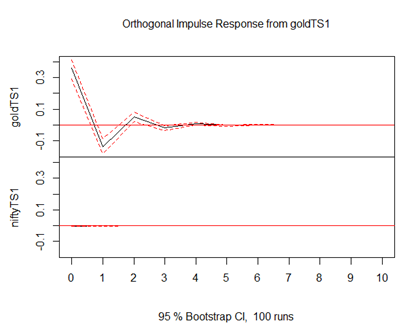 Orthogonal Impulse Response from goldTS1
goldTS1
0.3
0.1
-0.1
niftyTS1
0.3
0.1
-0.1
0 1 2 3 4 5 6 7 8 9 10
95 % Bootstrap CI, 100 runs